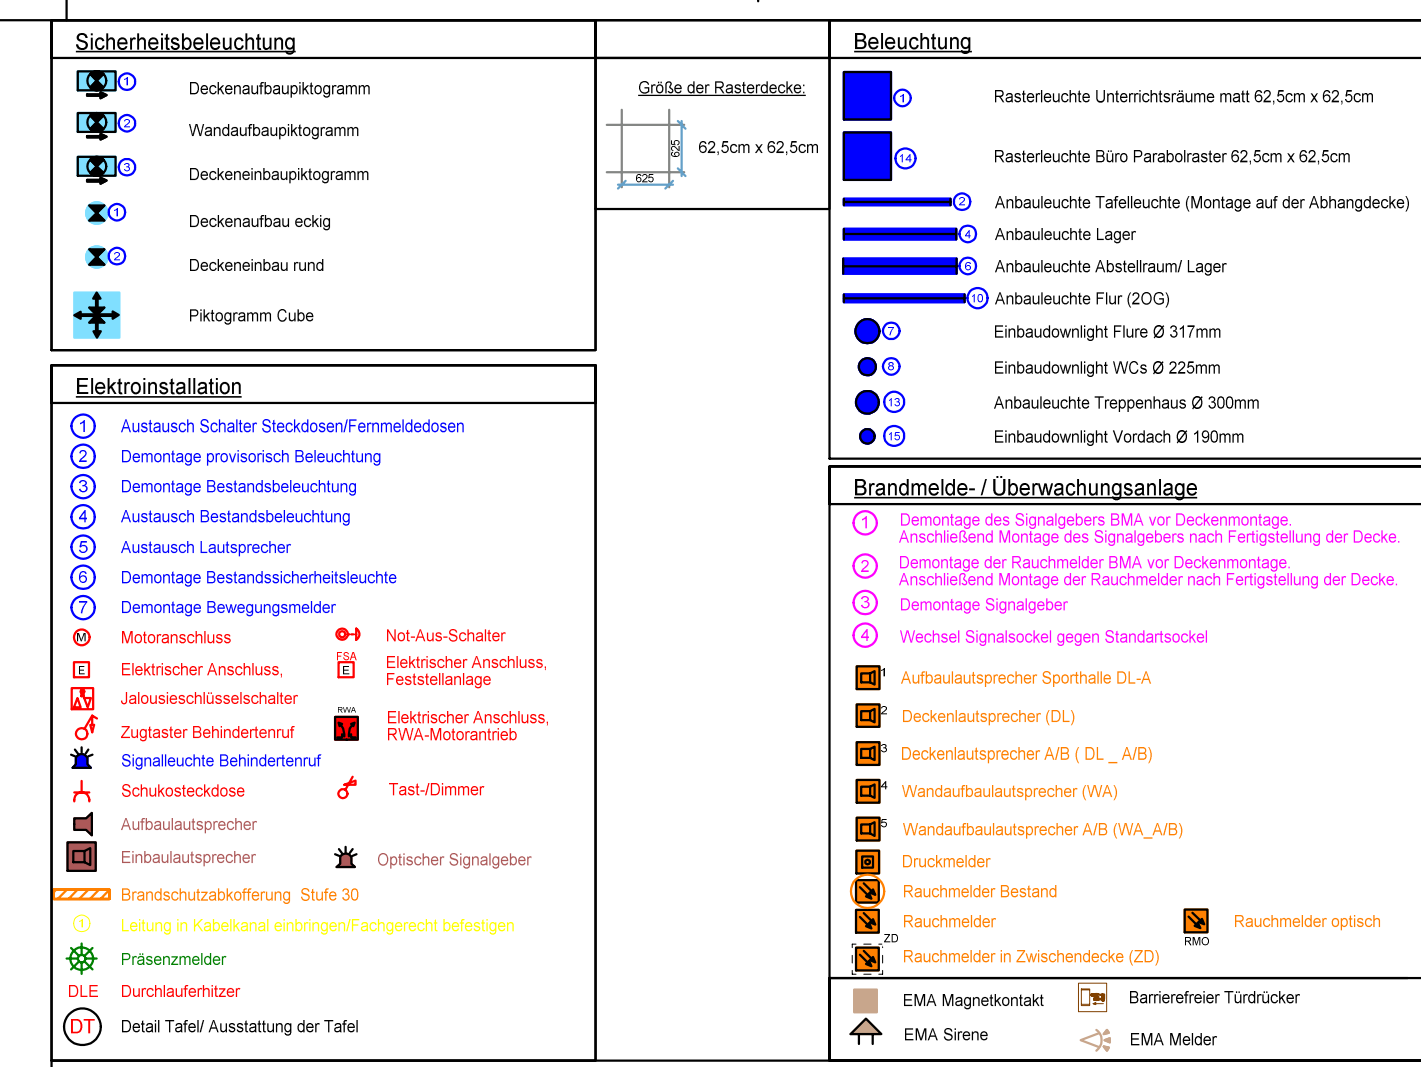 Sicherheitsbeleuchtung
1 Deckenaufbaupiktogramm
2 Wandaufbaupiktogramm
3 Deckeneinbaupiktogramm
1 Deckenaufbau eckig
2 Deckeneinbau rund
Piktogramm Cube
Größe der Rasterdecke:
625
625
62,5cm x 62,5cm
Beleuchtung
1 Rasterleuchte Unterrichtsräume matt 62,5cm x 62,5cm
14 Rasterleuchte Büro Parabolraster 62,5cm x 62,5cm
2 Anbauleuchte Tafelleuchte (Montage auf der Abhangdecke)
4 Anbauleuchte Lager
6 Anbauleuchte Abstellraum/ Lager
10 Anbauleuchte Flur (2OG)
7 Einbaudownlight Flure Ø 317mm
8 Einbaudownlight WCs Ø 225mm
13 Anbauleuchte Treppenhaus Ø 300mm
15 Einbaudownlight Vordach Ø 190mm
Elektroinstallation
1 Austausch Schalter Steckdosen/Fernmeldedosen
2 Demontage provisorisch Beleuchtung
3 Demontage Bestandsbeleuchtung
4 Austausch Bestandsbeleuchtung
5 Austausch Lautsprecher
6 Demontage Bestandssicherheitsleuchte
7 Demontage Bewegungsmelder
M Motoranschluss
Not-Aus-Schalter
E Elektrischer Anschluss,
FSA
E Elektrischer Anschluss,
Feststellanlage
Jalousieschlüsselschalter
Zugtaster Behindertenruf
RWA
Elektrischer Anschluss,
RWA-Motorantrieb
Signalleuchte Behindertenruf
Schukosteckdose
Tast-/Dimmer
Aufbaulautsprecher
Einbaulautsprecher
Optischer Signalgeber
Brandschutzabkofferung Stufe 30
1 Leitung in Kabelkanal einbringen/Fachgerecht befestigen
Präsenzmelder
DLE Durchlauferhitzer
DT Detail Tafel/ Ausstattung der Tafel
Brandmelde- / Überwachungsanlage
1 Demontage des Signalgebers BMA vor Deckenmontage.
Anschließend Montage des Signalgebers nach Fertigstellung der Decke.
2 Demontage der Rauchmelder BMA vor Deckenmontage.
Anschließend Montage der Rauchmelder nach Fertigstellung der Decke.
3 Demontage Signalgeber
4 Wechsel Signalsockel gegen Standartsockel
1 Aufbaulautsprecher Sporthalle DL-A
2 Deckenlautsprecher (DL)
3 Deckenlautsprecher A/B ( DL _ A/B)
4 Wandaufbaulautsprecher (WA)
5 Wandaufbaulautsprecher A/B (WA_A/B)
Druckmelder
Rauchmelder Bestand
Rauchmelder
RMO
Rauchmelder optisch
ZD
Rauchmelder in Zwischendecke (ZD)
EMA Magnetkontakt
Barrierefreier Türdrücker
EMA Sirene
EMA Melder